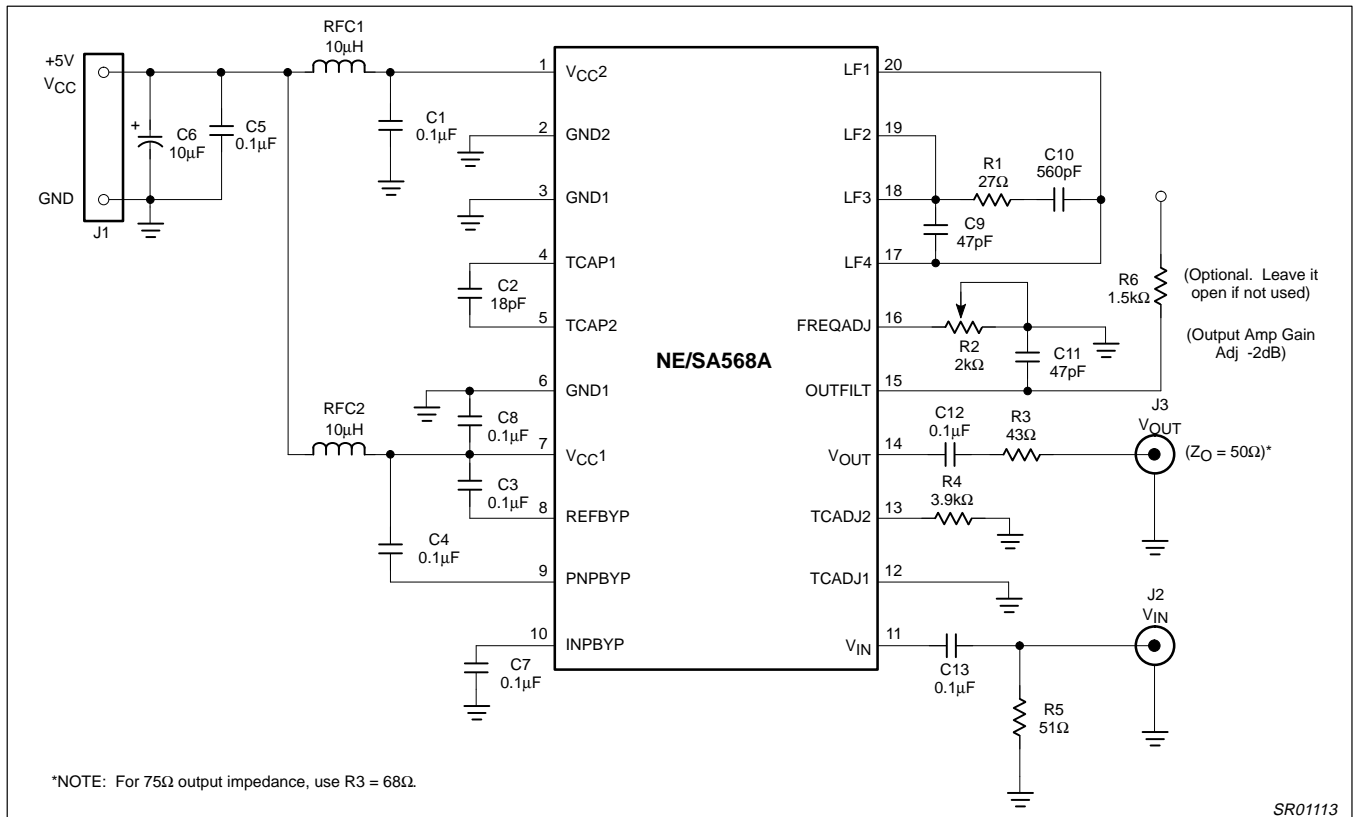 +5V
VCC
GND
J1
+
C6
10µF
C5
0.1µF
RFC1
10µH
C1
0.1µF
C2
18pF
RFC2
10µH
C8
0.1µF
C3
0.1µF
C4
0.1µF
C7
0.1µF
1 VCC2
2 GND2
3 GND1
4 TCAP1
5 TCAP2
6 GND1
7 VCC1
8 REFBYP
9 PNPBYP
10 INPBYP
NE/SA568A
LF1 20
LF2 19
LF3 18
LF4 17
FREQADJ 16
OUTFILT 15
VOUT 14
TCADJ2 13
TCADJ1 12
VIN 11
R1
27Ω
C10
560pF
C9
47pF
R2
2kΩ
C11
47pF
R6
1.5kΩ
(Optional. Leave it
open if not used)
(Output Amp Gain
Adj -2dB)
C12
0.1µF
R3
43Ω
J3
VOUT
(ZO = 50Ω)*
R4
3.9kΩ
J2
VIN
C13
0.1µF
R5
51Ω
*NOTE: For 75Ω output impedance, use R3 = 68Ω.
SR01113